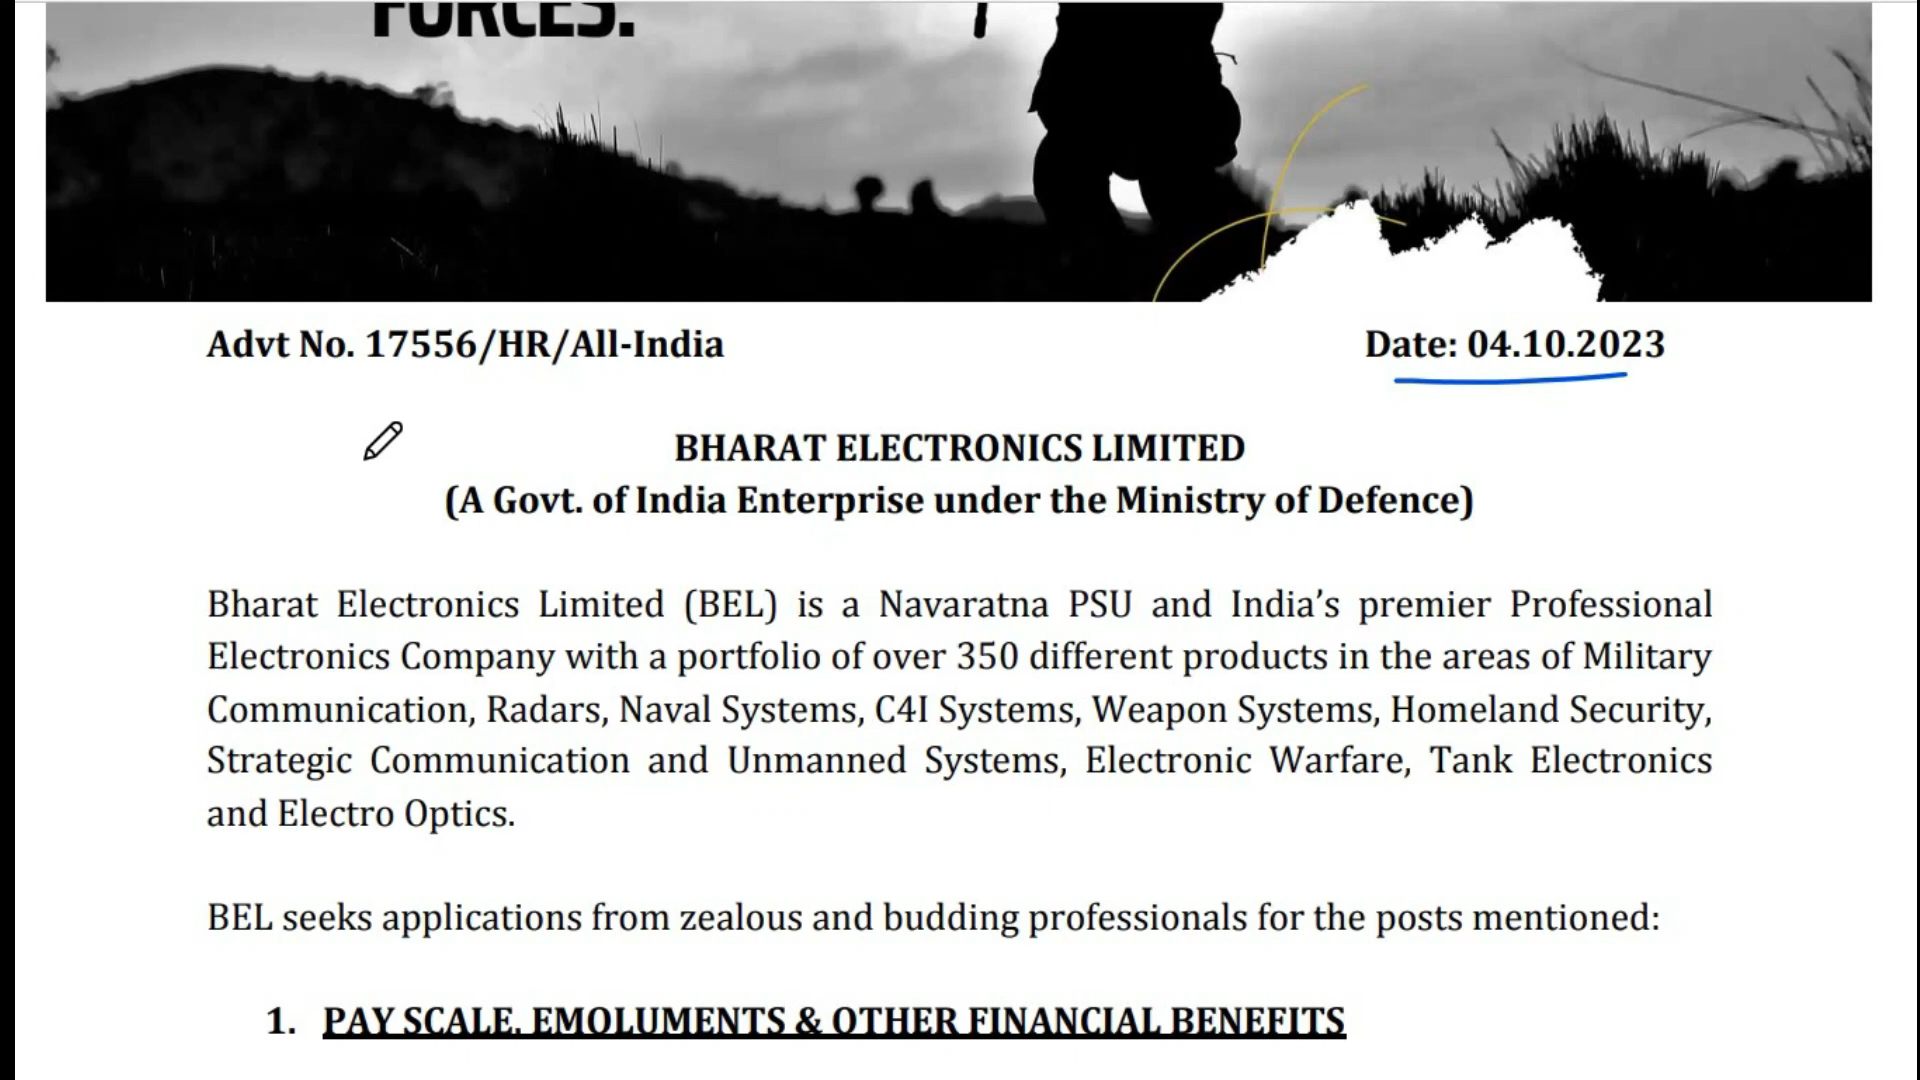 FORCES.
Advt No. 17556/HR/All-India
Date: 04.10.2023
BHARAT ELECTRONICS LIMITED
(A Govt. of India Enterprise under the Ministry of Defence)
Bharat Electronics Limited (BEL) is a Navaratna PSU and India’s premier Professional
Electronics Company with a portfolio of over 350 different products in the areas of Military
Communication, Radars, Naval Systems, C4I Systems, Weapon Systems, Homeland Security,
Strategic Communication and Unmanned Systems, Electronic Warfare, Tank Electronics
and Electro Optics.
BEL seeks applications from zealous and budding professionals for the posts mentioned:
1. PAY SCALE, EMOLUMENTS & OTHER FINANCIAL BENEFITS